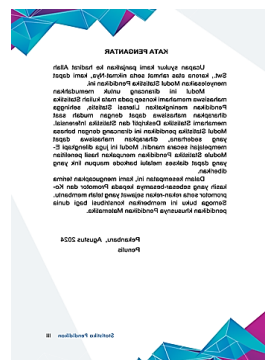 KATA PENGANTAR
Ucapan syukur kami panjatkan ke hadirat Allah
Swt., karena atas rahmat serta nikmat-Nya, kami dapat
menyelesaikan Modul Statistika Pendidikan ini.
Modul ini dirancang untuk memudahkan
mahasiswa memahami konsep pada mata kuliah Statistika
Pendidikan meningkatkan Literasi Statistis, sehingga
diharapkan mahasiswa dapat dengan mudah saat
memahami Statistika Deskriptif dan Statistika Inferensial.
Modul Statistika pendidikan ini dirancang dengan bahasa
yang sederhana, diharapkan mahasiswa dapat
mempelajari secara mandiri. Modul ini juga dilengkapi E-
Module Statistika Pendidikan merupakan hasil penelitian
yang dapat diakses melalui barkode maupun link yang
diberikan.
Dalam kesempatan ini, kami mengucapkan terima
kasih yang sebesar-besarnya kepada Promotor dan Ko-
promotor serta rekan-rekan sejawat yang telah membantu.
Semoga buku ini memberikan kontribusi bagi dunia
pendidikan khususnya Pendidikan Matematika.
Pekanbaru, Agustus 2024
Penulis
Statistika Pendidikan
iii